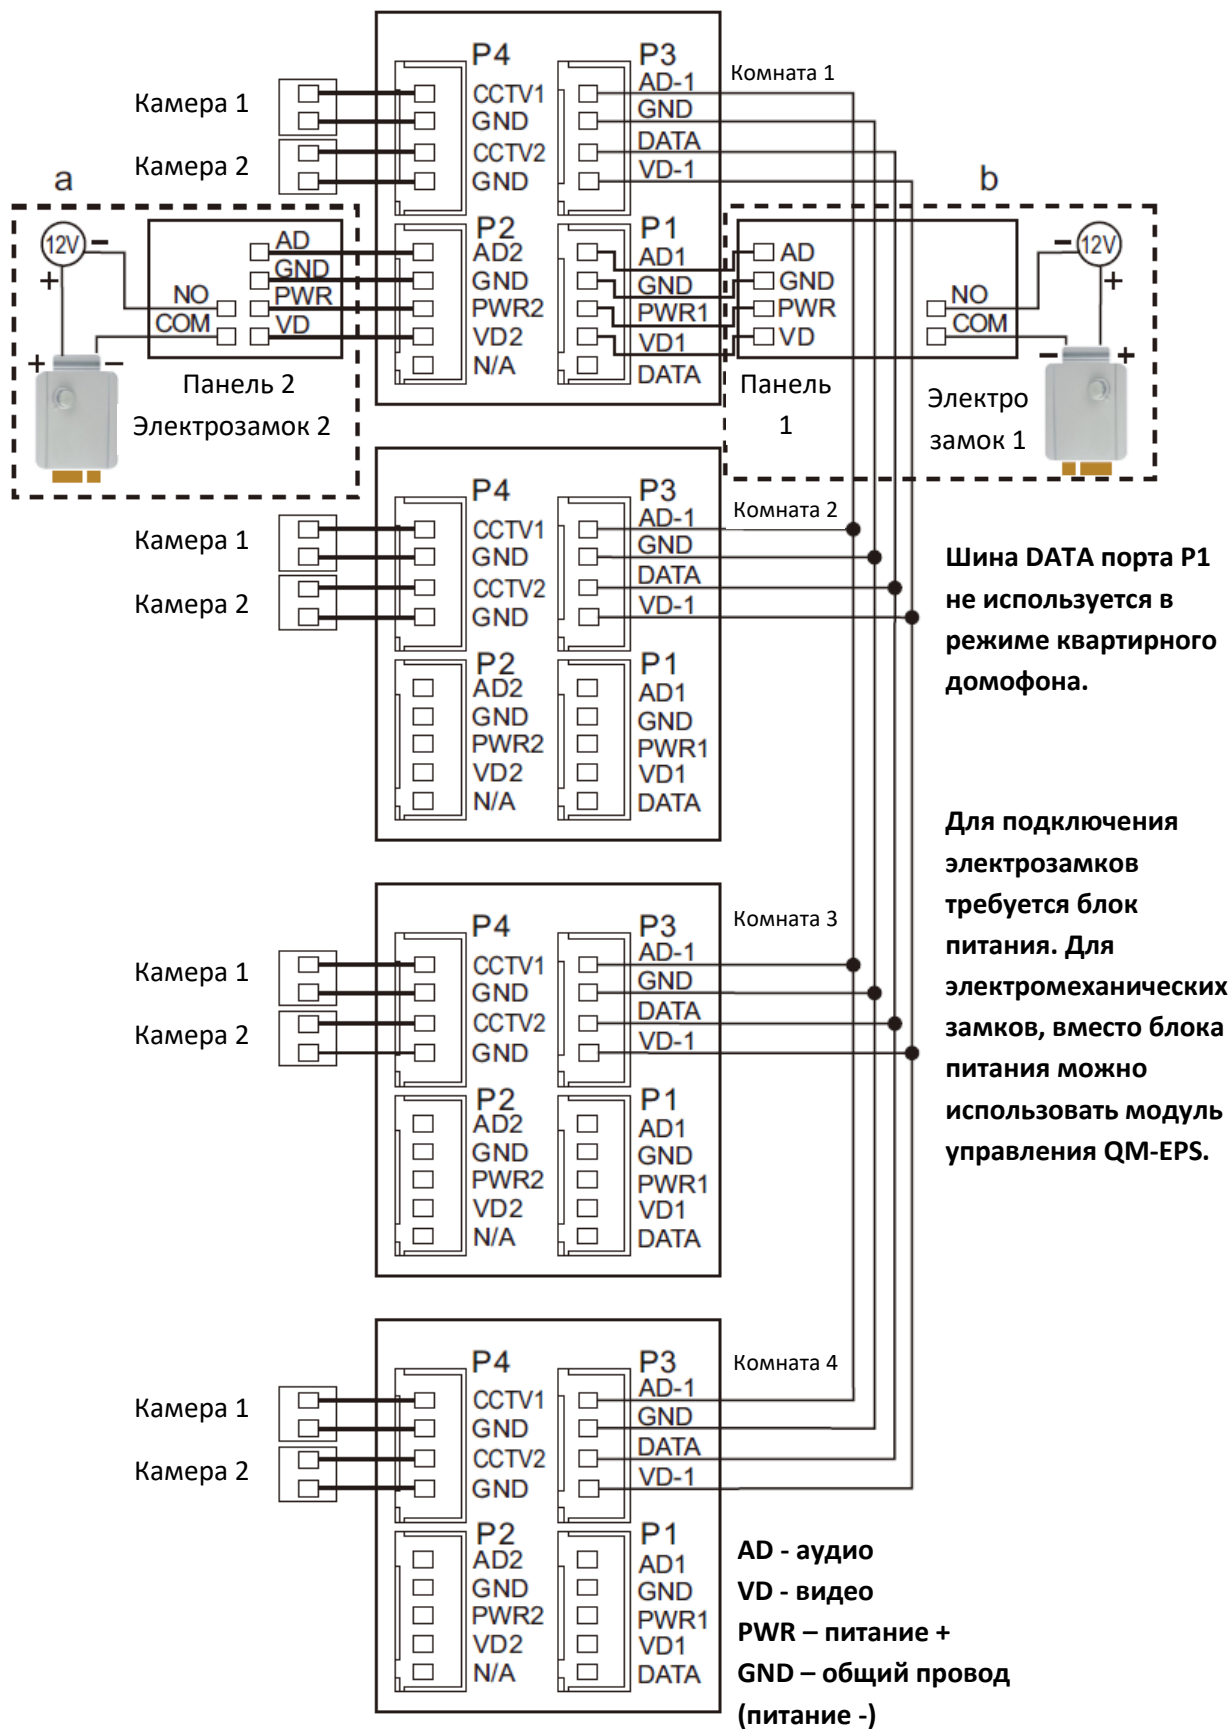 P4
P3
Комната 1
Камера 1
CCTV1
AD-1
GND
GND
Камера 2
CCTV2
DATA
GND
VD-1
a
b
P2
P1
12V
-
+
AD
GND
PWR
VD
NO
COM
+
-
Панель 2
Электрозамок 2
AD2
GND
PWR2
VD2
N/A
AD1
GND
PWR1
VD1
DATA
AD
GND
PWR
VD
NO
COM
-
12V
+
-
+
Панель
1
Электро
замок 1
P4
P3
Комната 2
Камера 1
CCTV1
AD-1
GND
GND
Камера 2
CCTV2
DATA
GND
VD-1
P2
P1
AD2
AD1
GND
GND
PWR2
PWR1
VD2
VD1
N/A
DATA
Шина DATA порта P1
не используется в
режиме квартирного
домофона.
Для подключения
электрозамков
требуется блок
питания. Для
электромеханических
замков, вместо блока
питания можно
использовать модуль
управления QM-EPS.
P4
P3
Комната 3
Камера 1
CCTV1
AD-1
GND
GND
Камера 2
CCTV2
DATA
GND
VD-1
P2
P1
AD2
AD1
GND
GND
PWR2
PWR1
VD2
VD1
N/A
DATA
P4
P3
Комната 4
Камера 1
CCTV1
AD-1
GND
GND
Камера 2
CCTV2
DATA
GND
VD-1
P2
P1
AD2
AD1
GND
GND
PWR2
PWR1
VD2
VD1
N/A
DATA
AD - аудио
VD - видео
PWR – питание +
GND – общий провод
(питание -)